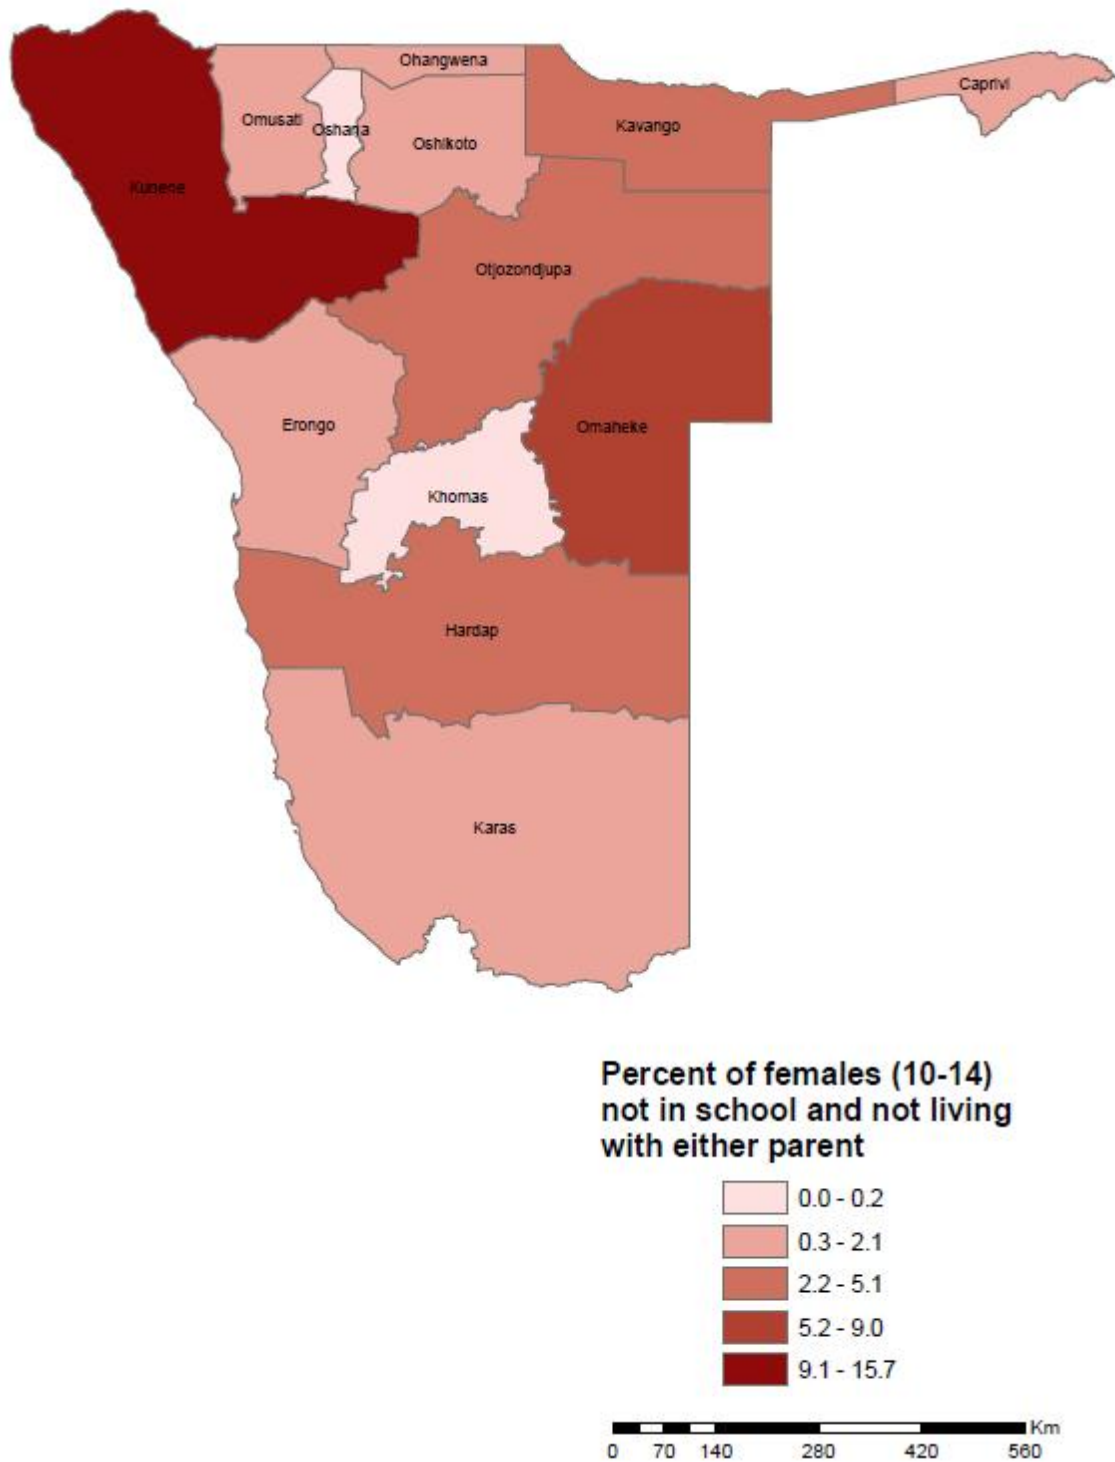 Ohangwena
Caprivi
Omusati
Oshana
Oshikoto
Kavango
Kunene
Otjozondjupa
Erongo
Omaheke
Khomas
Hardap
Karas
Percent of females (10-14)
not in school and not living
with either parent
0.0 - 0.2
0.3 - 2.1
2.2 - 5.1
5.2 - 9.0
9.1 - 15.7
Km
0 70 140 280 420 560